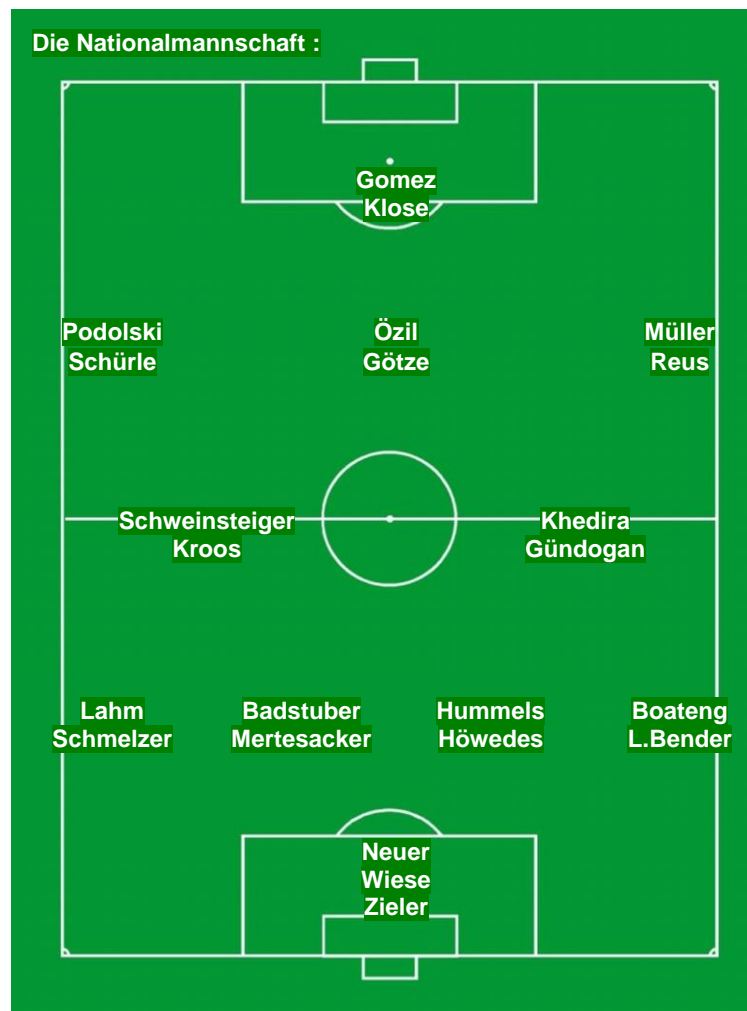 Die Nationalmannschaft :
Gomez
Klose
Podolski
Schürle
Özil
Götze
Müller
Reus
Schweinsteiger
Kroos
Khedira
Gündogan
Lahm
Schmelzer
Badstuber
Mertesacker
Hummels
Höwedes
Boateng
L.Bender
Neuer
Wiese
Zieler